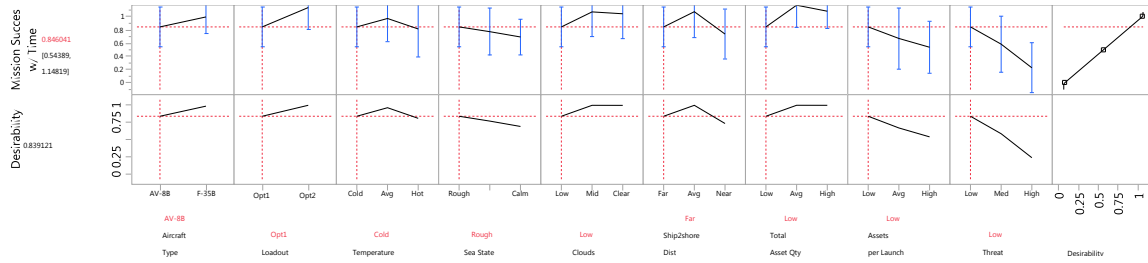 Mission Succes
w/ Time
0.846041
[0.54389,
1.14819]
1
0.8
0.6
0.4
0.2
0
Desirability
0.839121
0 0.25 0.75 1
AV-8B F-35B Opt1 Opt2 Cold Avg Hot Rough Calm Low Mid Clear Far Avg Near Low Avg High Low Avg High Low Med High 0 0.25 0.5 0.75 1
AV-8B Far Low Low
Aircraft Opt1 Cold Rough Low Ship2shore Total Assets Low
Type Loadout Temperature Sea State Clouds Dist Asset Qty per Launch Threat Desirability